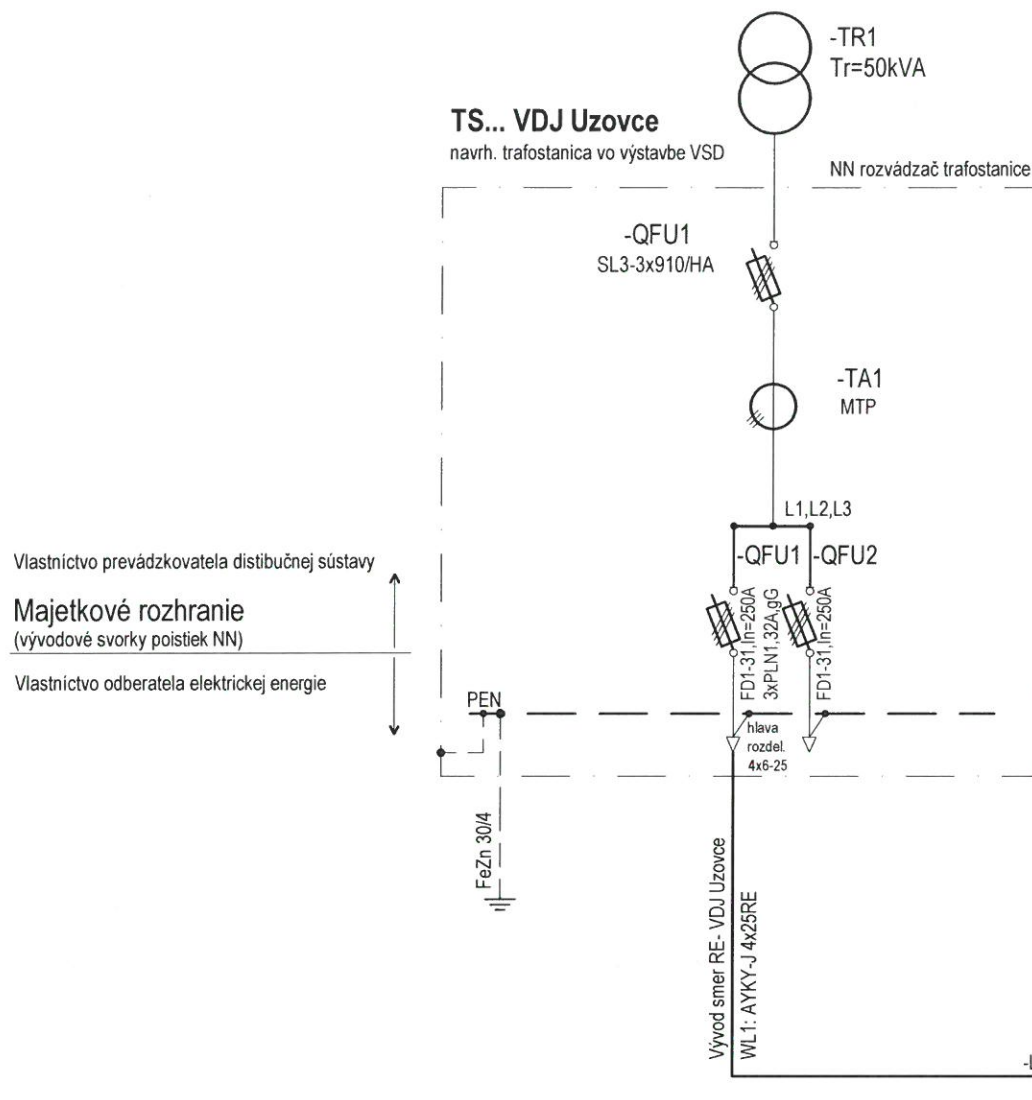 -TR1
Tr=50kVA
TS... VDJ Uzovce
navrh. trafostanica vo výstavbe VSD
NN rozvádzač trafostanice
-QFU1
SL3-3x910/HA
-TA1
MTP
L1,L2,L3
-QFU1
-QFU2
FD1-31,In=250A
3xPLN1,32A,gG
FD1-31,In=250A
Vlastníctvo prevádzkovatela distibučnej sústavy
Majetkové rozhranie
(vývodové svorky poistiek NN)
Vlastníctvo odberatela elektrickej energie
PEN
hlava
rozdel.
4x6-25
FeZn 30/4
Vývod smer RE- VDJ Uzovce
WL1: AYKY-J 4x25RE